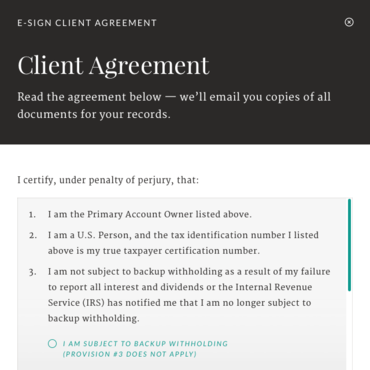 E-SIGN CLIENT AGREEMENT
Client Agreement
Read the agreement below — we'll email you copies of all
documents for your records.
I certify, under penalty of perjury, that:
1. I am the Primary Account Owner listed above.
2. I am a U.S. Person, and the tax identification number I listed
above is my true taxpayer certification number.
3. I am not subject to backup withholding as a result of my failure
to report all interest and dividends or the Internal Revenue
Service (IRS) has notified me that I am no longer subject to
backup withholding.
I AM SUBJECT TO BACKUP WITHHOLDING
(PROVISION #3 DOES NOT APPLY)